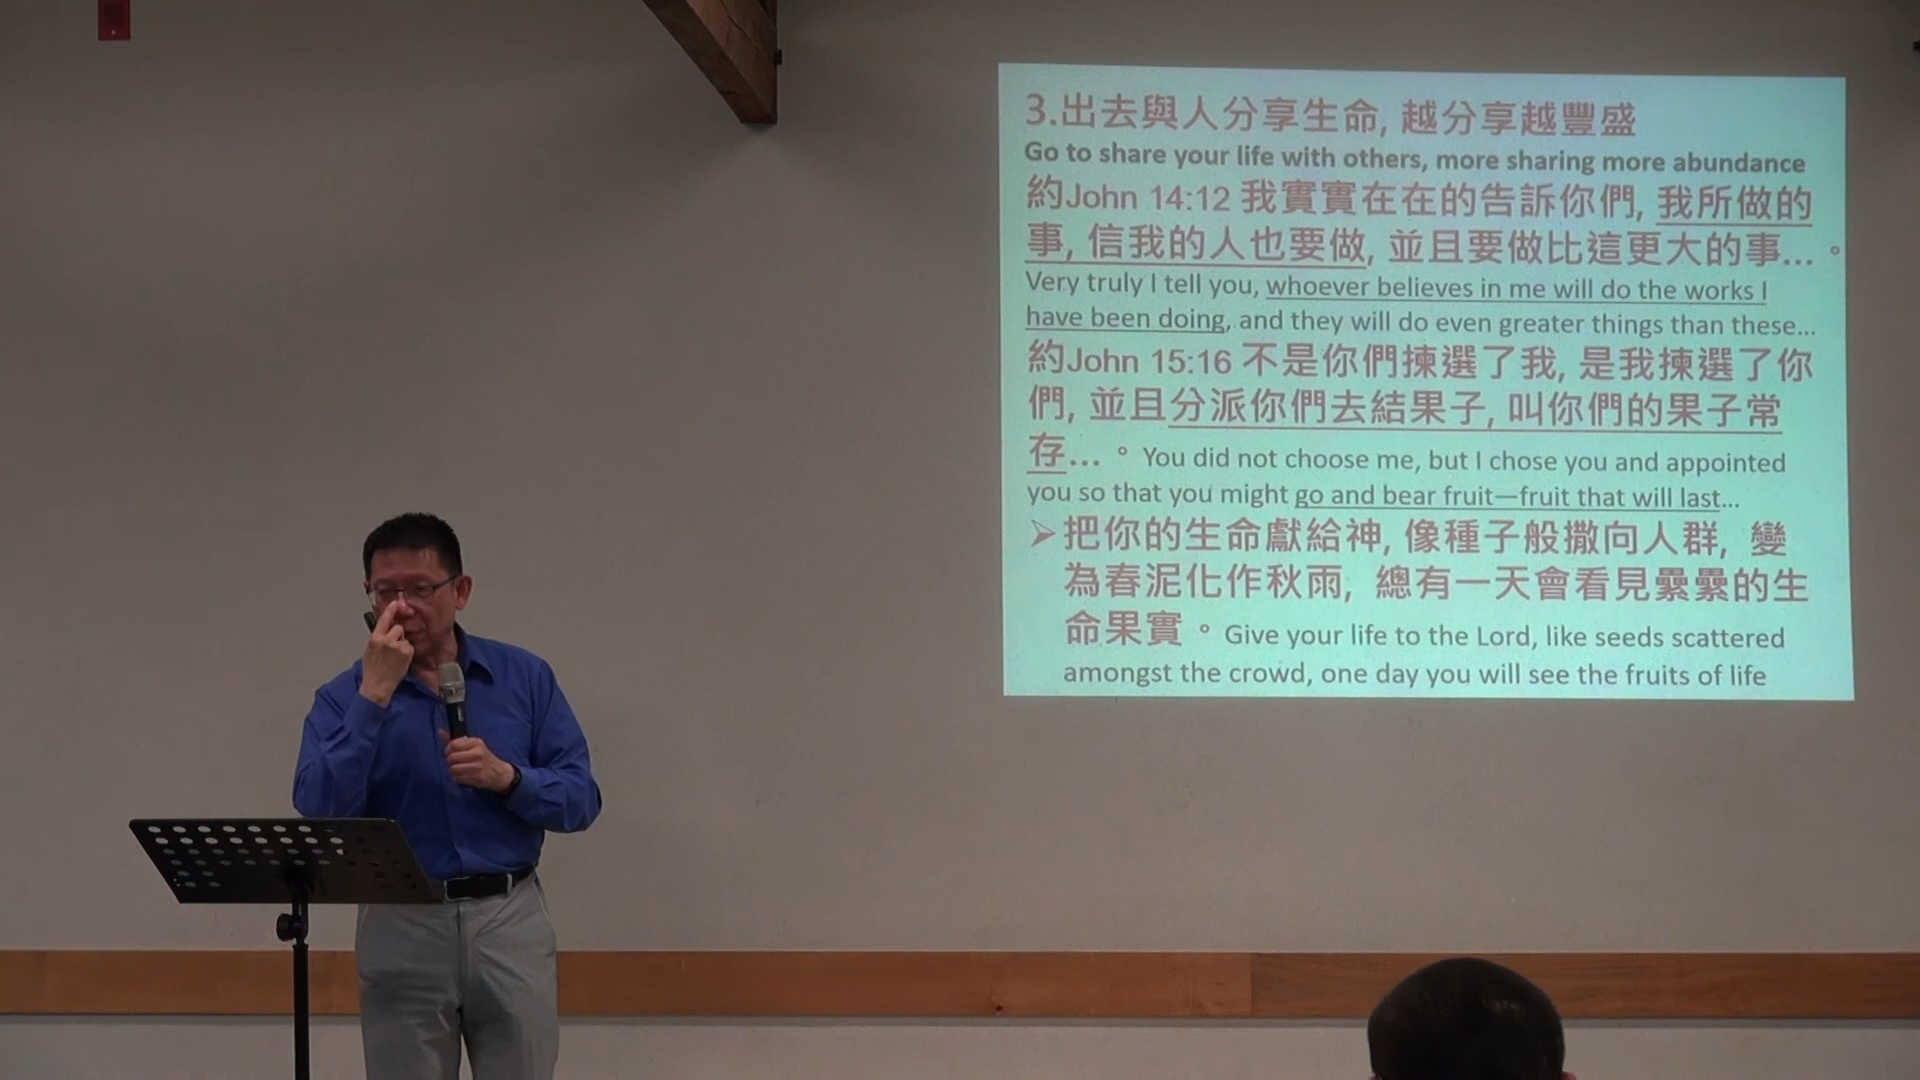 3.出去與人分享生命, 越分享越豐盛
Go to share your life with others, more sharing more abundance
約John 14:12 我實實在在的告訴你們, 我所做的
事, 信我的人也要做, 並且要做比這更大的事...。
Very truly I tell you, whoever believes in me will do the works I
have been doing, and they will do even greater things than these...
約John 15:16 不是你們揀選了我, 是我揀選了你
們, 並且分派你們去結果子, 叫你們的果子常
存...。You did not choose me, but I chose you and appointed
you so that you might go and bear fruit—fruit that will last...
➢把你的生命獻給神, 像種子般撒向人群, 變
為春泥化作秋雨, 總有一天會看見纍纍的生
命果實。Give your life to the Lord, like seeds scattered
amongst the crowd, one day you will see the fruits of life